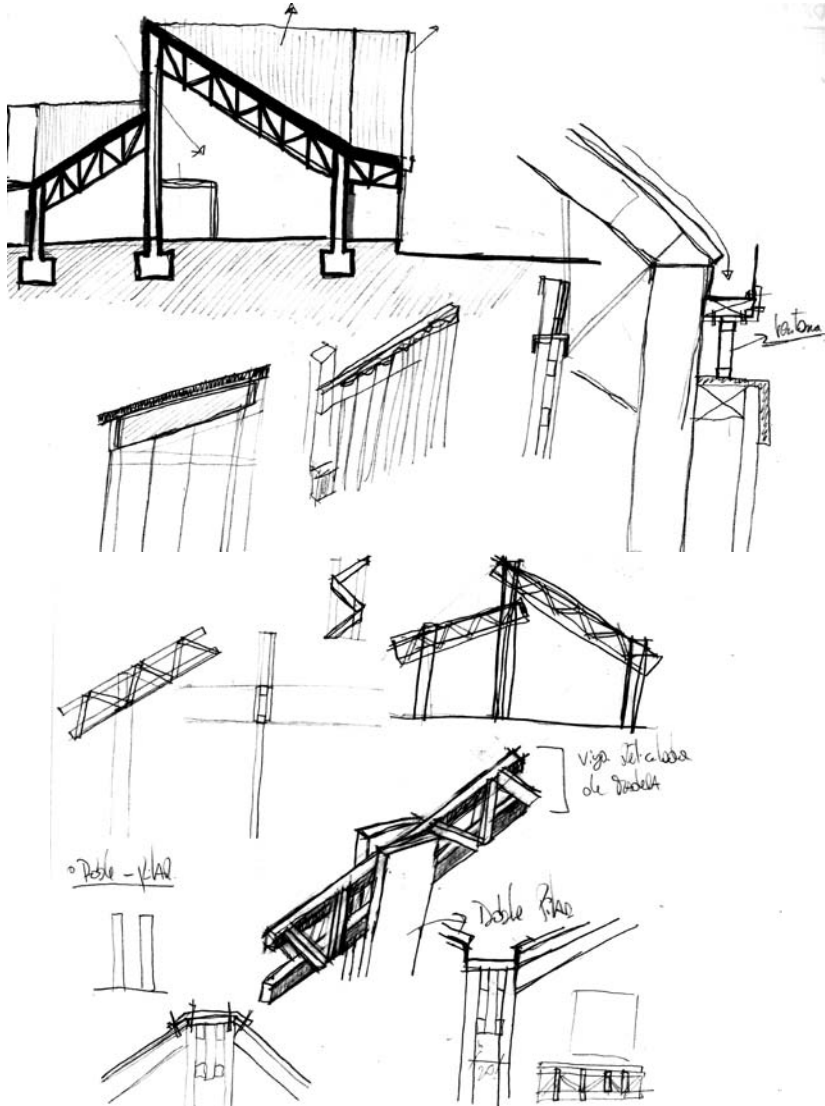 Ventana
Viga reticulada
de madera
Doble - Pilar
Doble Pilar